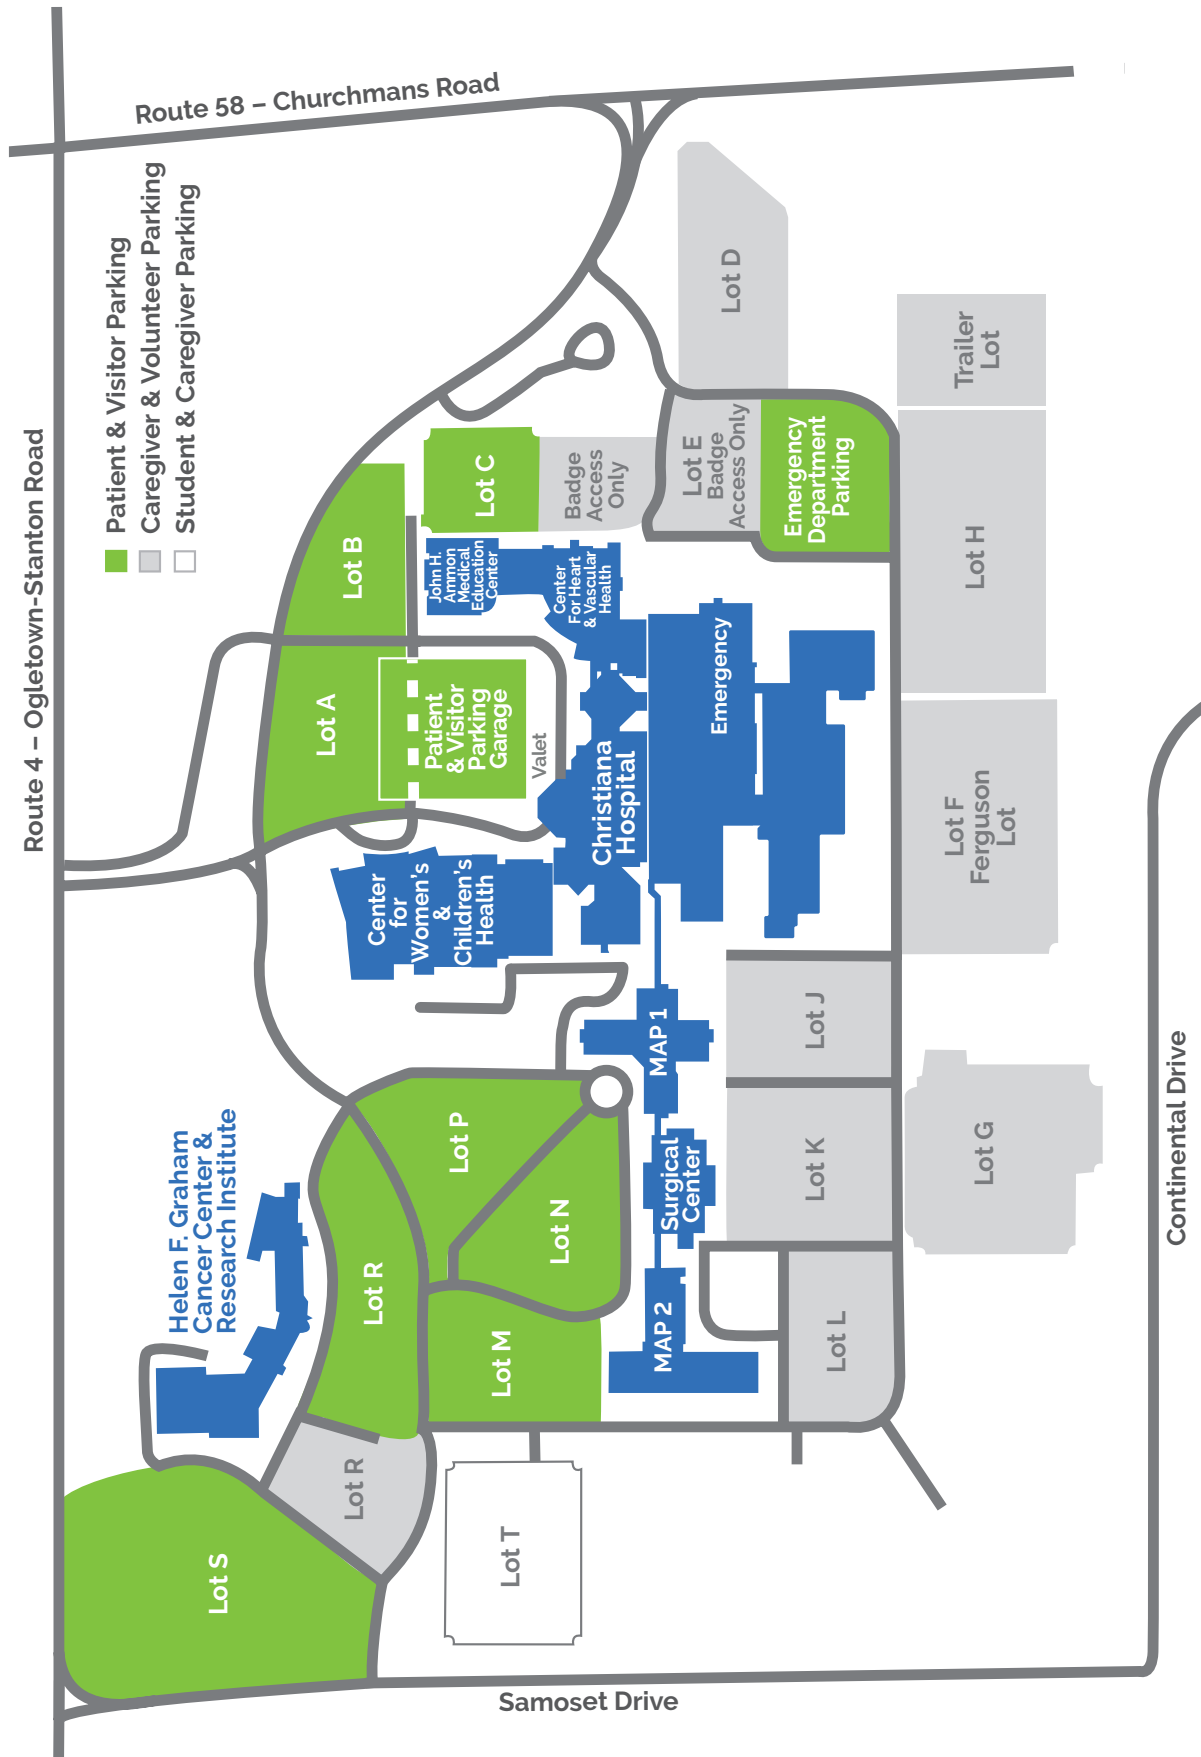 Route 58 – Churchmans Road
Route 4 – Ogletown-Stanton Road
Patient & Visitor Parking
Caregiver & Volunteer Parking
Student & Caregiver Parking
Lot D
Trailer
Lot
Lot B
Lot C
Badge
Access
Only
Lot E
Badge
Access Only
Emergency
Department
Parking
Lot H
John H.
Ammon
Medical
Education
Center
Center
For Heart
& Vascular
Health
Lot A
Patient
& Visitor
Parking
Garage
Valet
Emergency
Christiana
Hospital
Lot F
Ferguson
Lot
Center
for
Women's
&
Children's
Health
MAP 1
Lot J
Helen F. Graham
Cancer Center &
Research Institute
Lot P
Lot N
Surgical
Center
Lot K
Lot G
Continental Drive
Lot R
Lot M
MAP 2
Lot L
Lot R
Lot S
Lot T
Samoset Drive